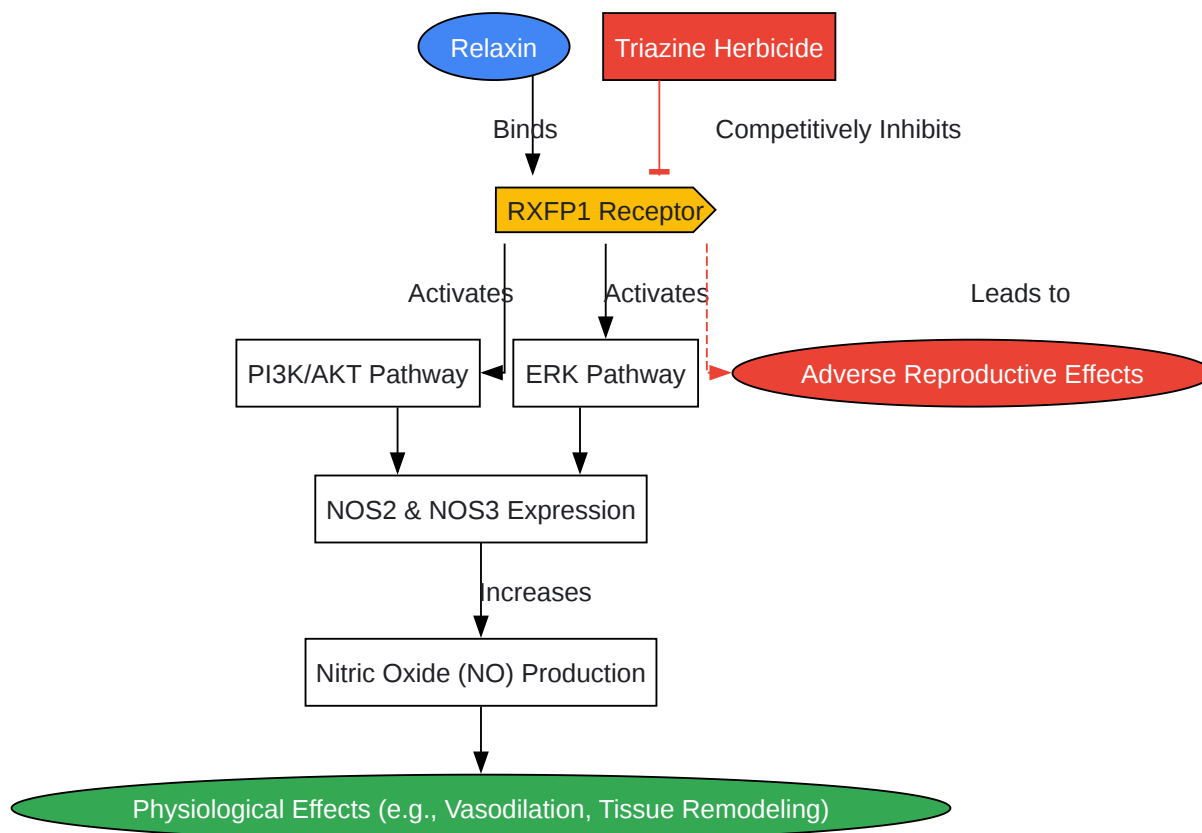 Relaxin
Triazine Herbicide
Binds
Competitively Inhibits
RXFP1 Receptor
Activates
Activates
Leads to
PI3K/AKT Pathway
ERK Pathway
Adverse Reproductive Effects
NOS2 & NOS3 Expression
Increases
Nitric Oxide (NO) Production
Physiological Effects (e.g., Vasodilation, Tissue Remodeling)